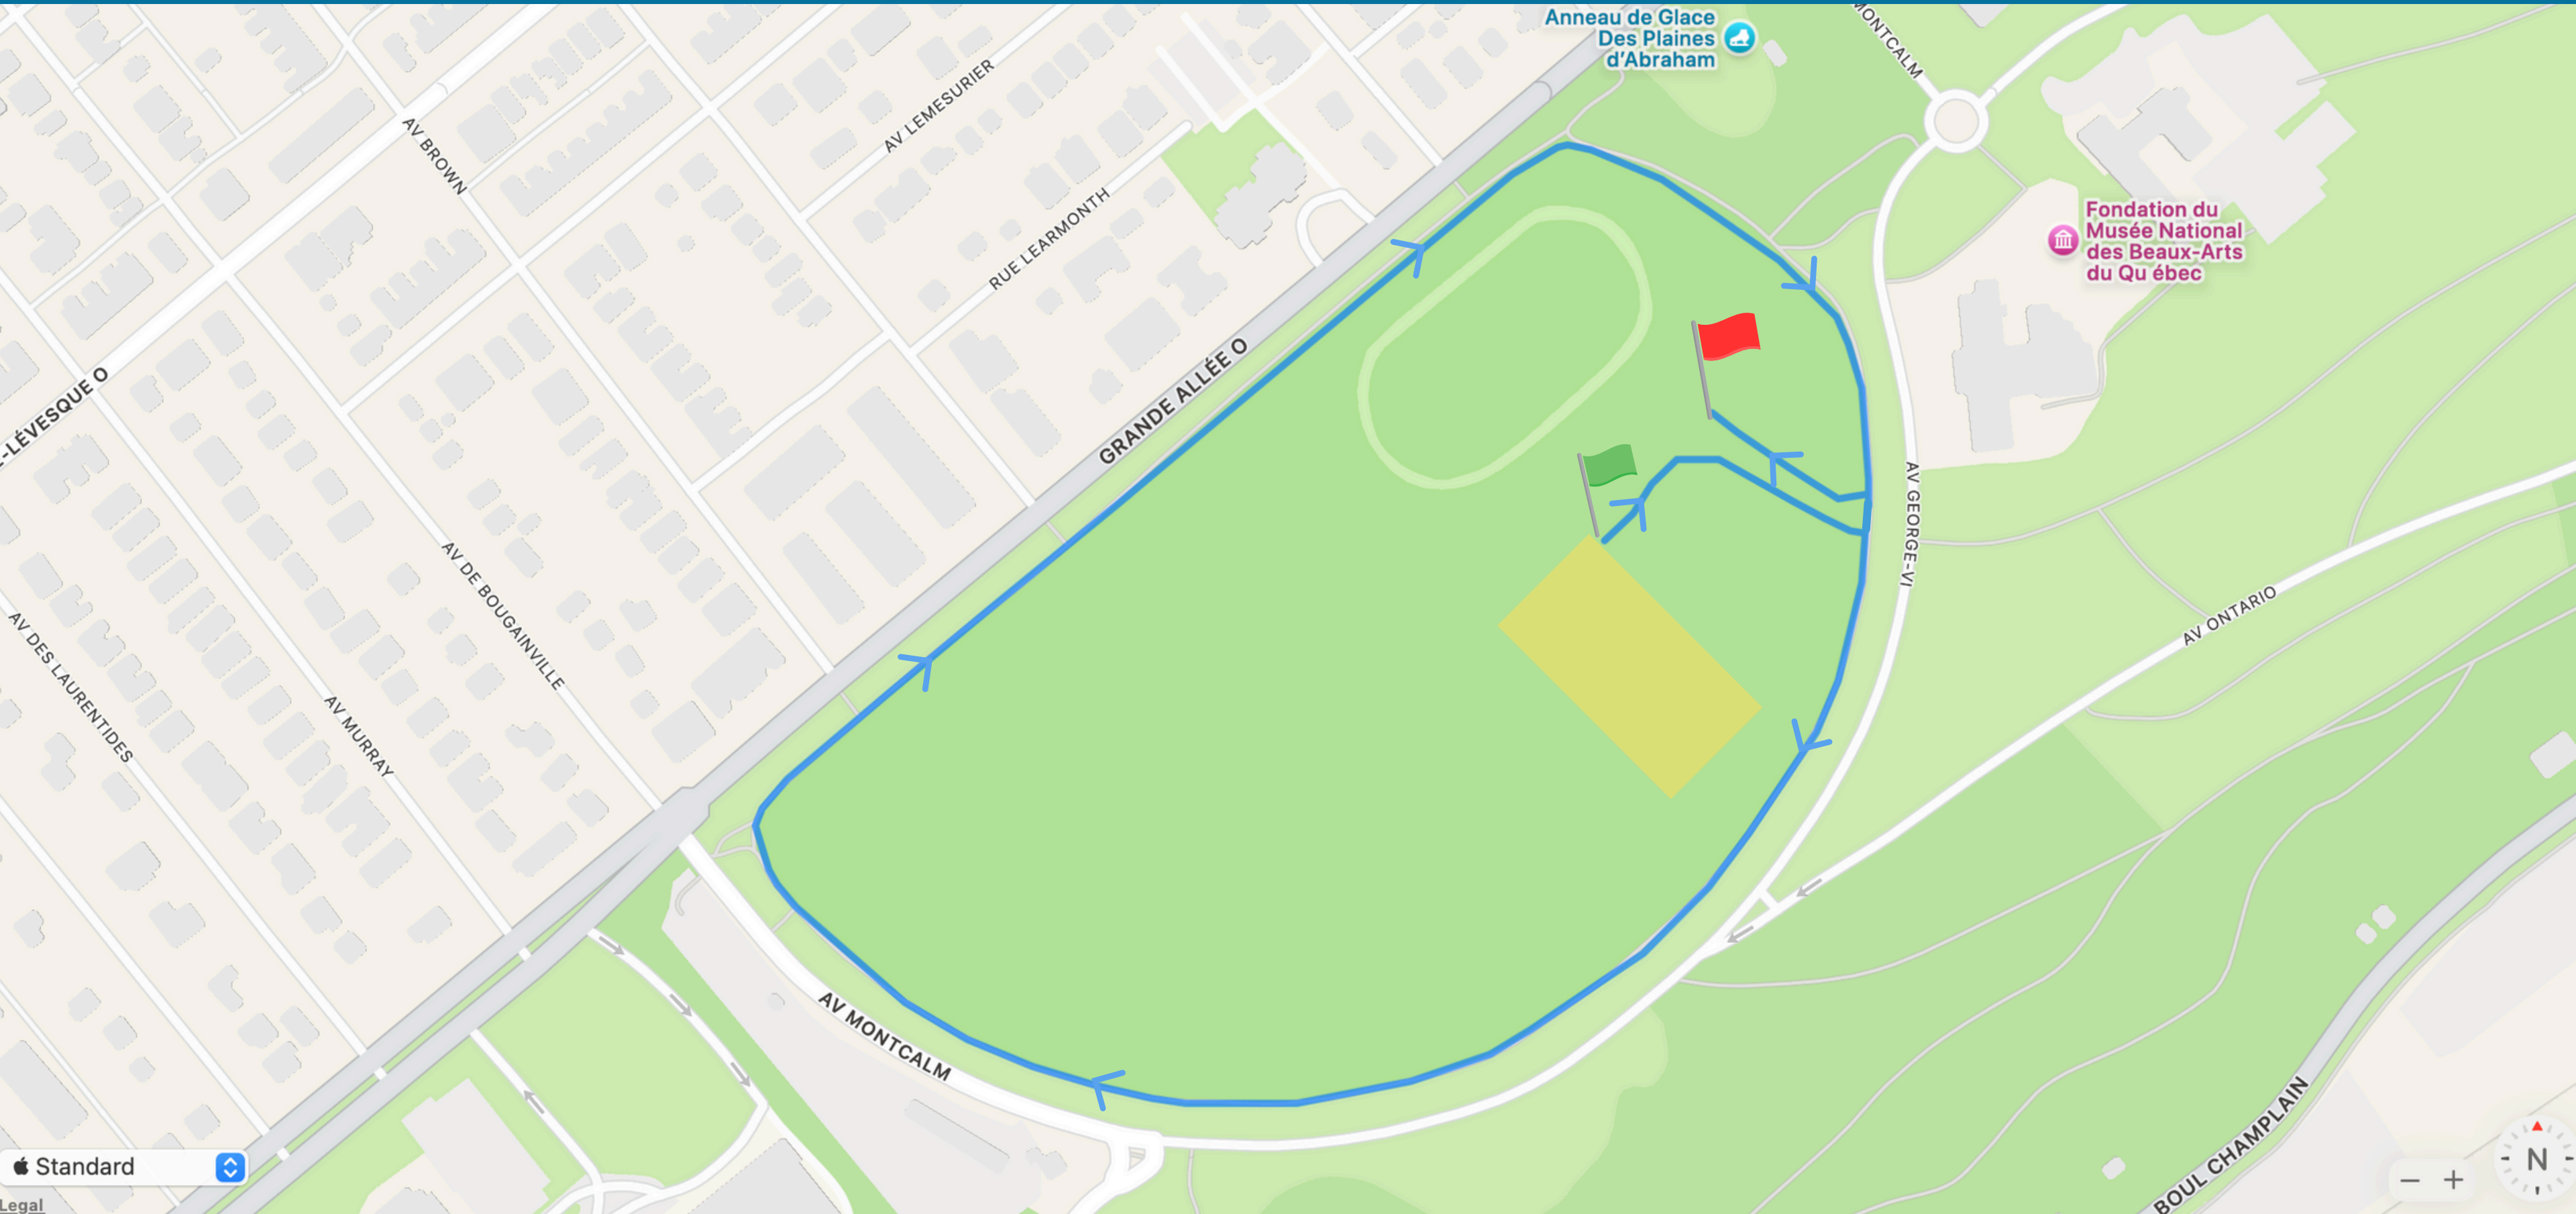 Anneau de Glace
Des Plaines
d'Abraham
MONTCALM
AV LEMESURIER
AV BROWN
RUE LEARMONTH
Fondation du
Musée National
des Beaux-Arts
du Qu ébec
GRANDE ALLÉE O
-LÉVESQUE O
AV GEORGE-VI
AV DE BOUGAINVILLE
AV ONTARIO
AV DES LAURENTIDES
AV MURRAY
AV MONTCALM
BOUL CHAMPLAIN
Standard
N
− +
Legal